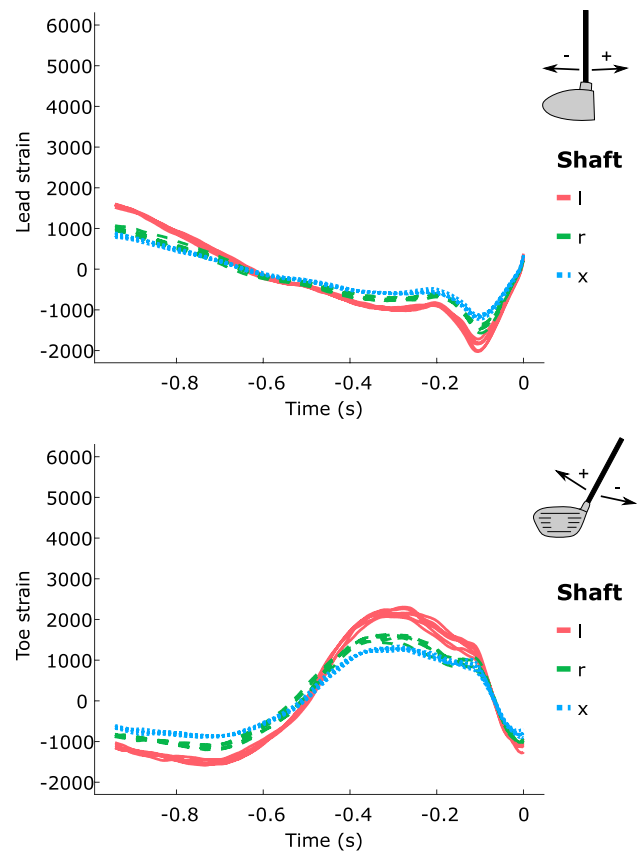 6000
5000
4000
3000
2000
1000
0
-1000
-2000
Lead strain
-0.8 -0.6 -0.4 -0.2 0
Time (s)
- +
Shaft
l
r
x
6000
5000
4000
3000
2000
1000
0
-1000
-2000
Toe strain
-0.8 -0.6 -0.4 -0.2 0
Time (s)
+ -
Shaft
l
r
x